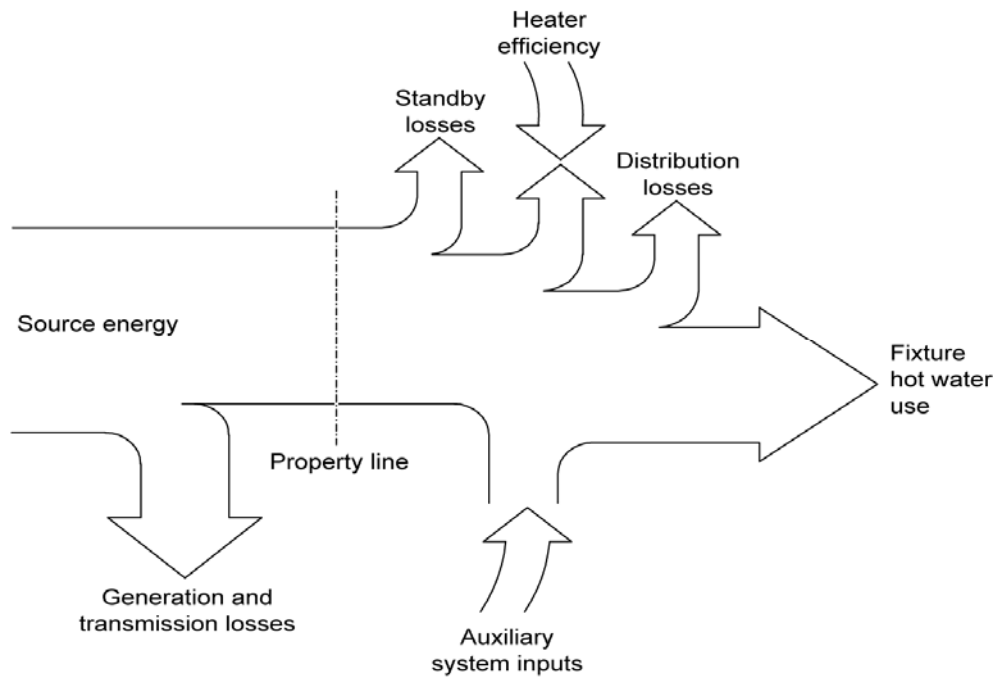 Heater
efficiency
Standby
losses
Distribution
losses
Source energy
Fixture
hot water
use
Property line
Generation and
transmission losses
Auxiliary
system inputs